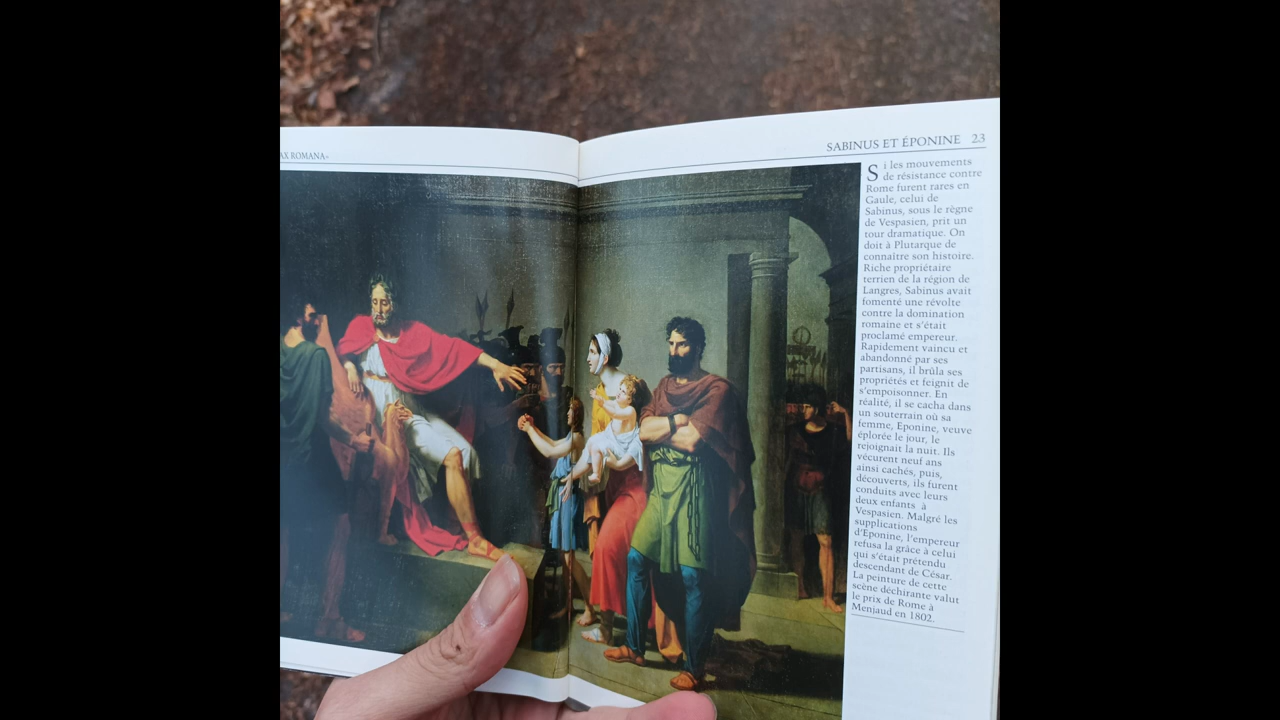 AX ROMANA»
SABINUS ET ÉPONINE 23
Si les mouvements
de résistance contre
Rome furent rares en
Gaule, celui de
Sabinus, sous le règne
de Vespasien, prit un
tour dramatique. On
doit à Plutarque de
connaître son histoire.
Riche propriétaire
terrien de la région de
Langres, Sabinus avait
fomenté une révolte
contre la domination
romaine et s'était
proclamé empereur.
Rapidement vaincu et
abandonné par ses
partisans, il brûla ses
propriétés et feignit de
s'empoisonner. En
réalité, il se cacha dans
un souterrain où sa
femme, Eponine, veuve
éplorée le jour, le
rejoignait la nuit. Ils
vécurent neuf ans
ainsi cachés, puis,
découverts, ils furent
conduits avec leurs
deux enfants à
Vespasien. Malgré les
supplications
d'Eponine, l'empereur
refusa la grâce à celui
qui s'était prétendu
descendant de César.
La peinture de cette
scène déchirante valut
le prix de Rome à
Menjaud en 1802.